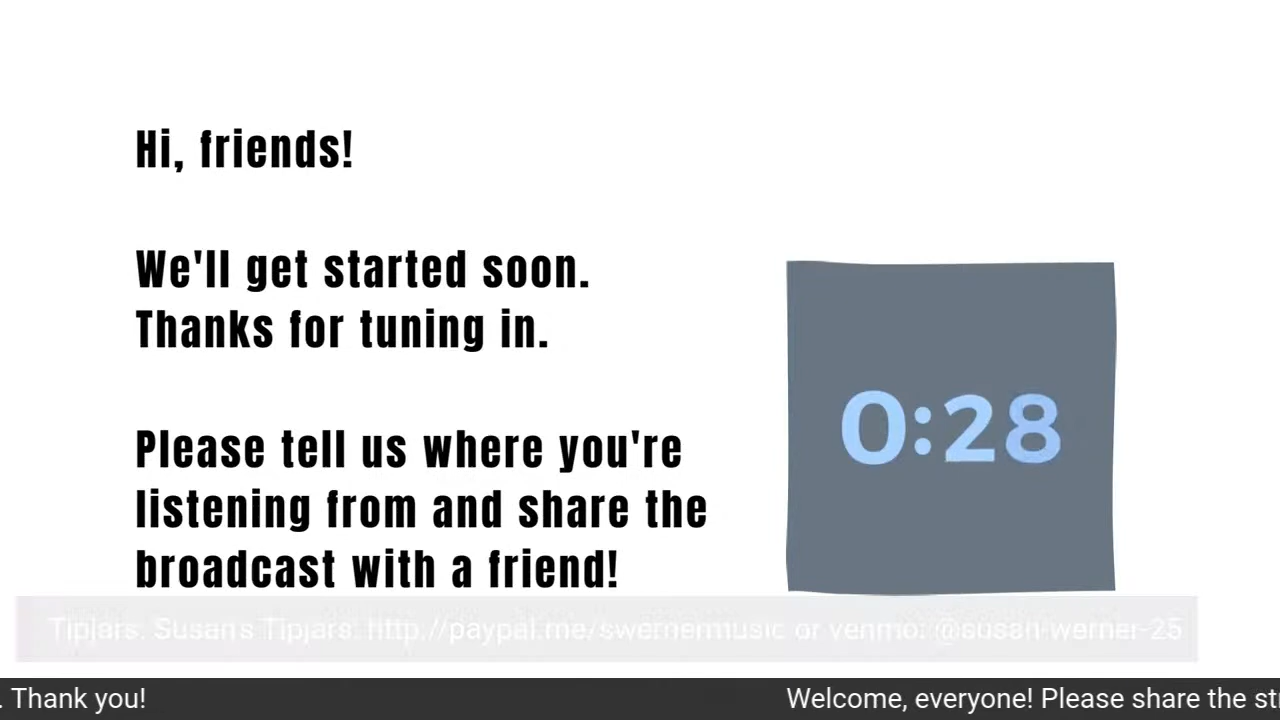 Hi, friends!
We'll get started soon.
Thanks for tuning in.
Please tell us where you're
listening from and share the
broadcast with a friend!
0:28
Tipjars: Susan's Tipjars: http://paypal.me/swernermusic or venmo: @susan-werner-25
. Thank you!
Welcome, everyone! Please share the